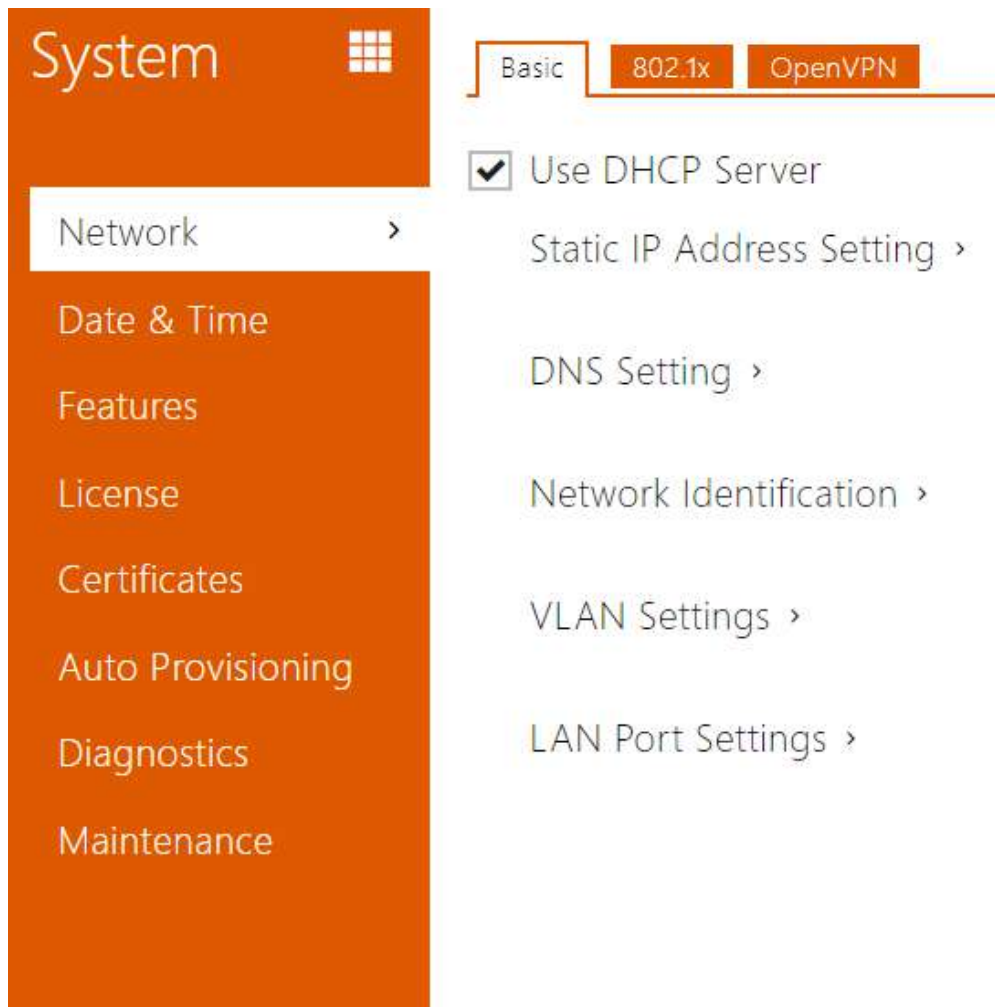 System
Network
Date & Time
Features
License
Certificates
Auto Provisioning
Diagnostics
Maintenance
Basic 802.1x OpenVPN
Use DHCP Server
Static IP Address Setting
DNS Setting
Network Identification
VLAN Settings
LAN Port Settings